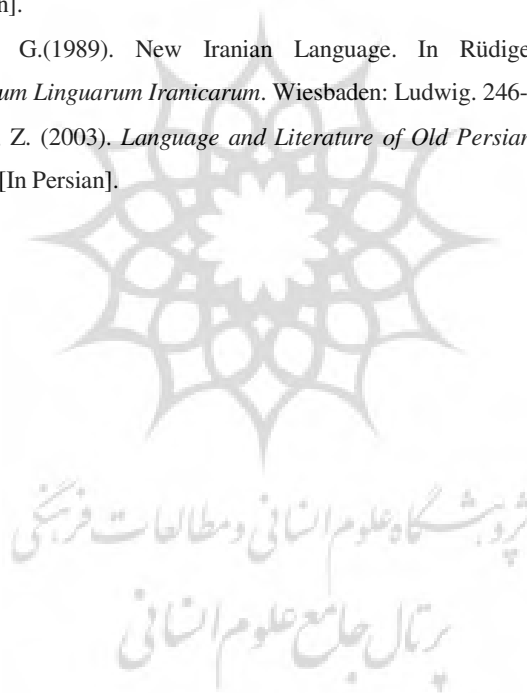 n].
G.(1989). New Iranian Language. In Rüdige
um Linguarum Iranicarum. Wiesbaden: Ludwig. 246-
Z. (2003). Language and Literature of Old Persian
[In Persian].
پژوهشگاه علوم انسانی و مطالعات فرهنگی
پرتال جامع علوم انسانی